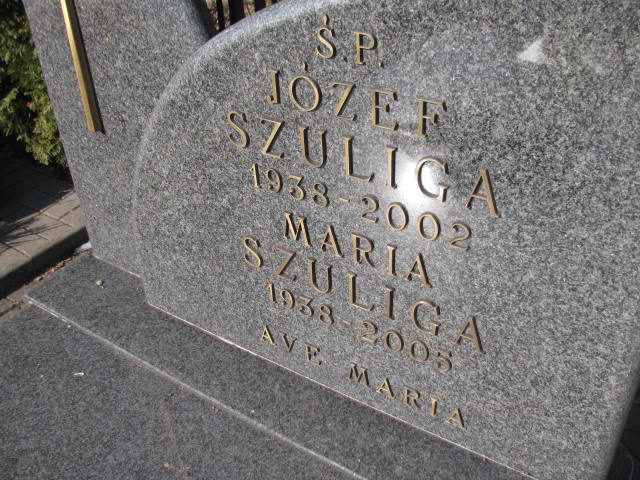 Ś.P.
JÓZEF
SZULIGA
1938-2002
MARIA
SZULIGA
1938-2005
AVE MARIA